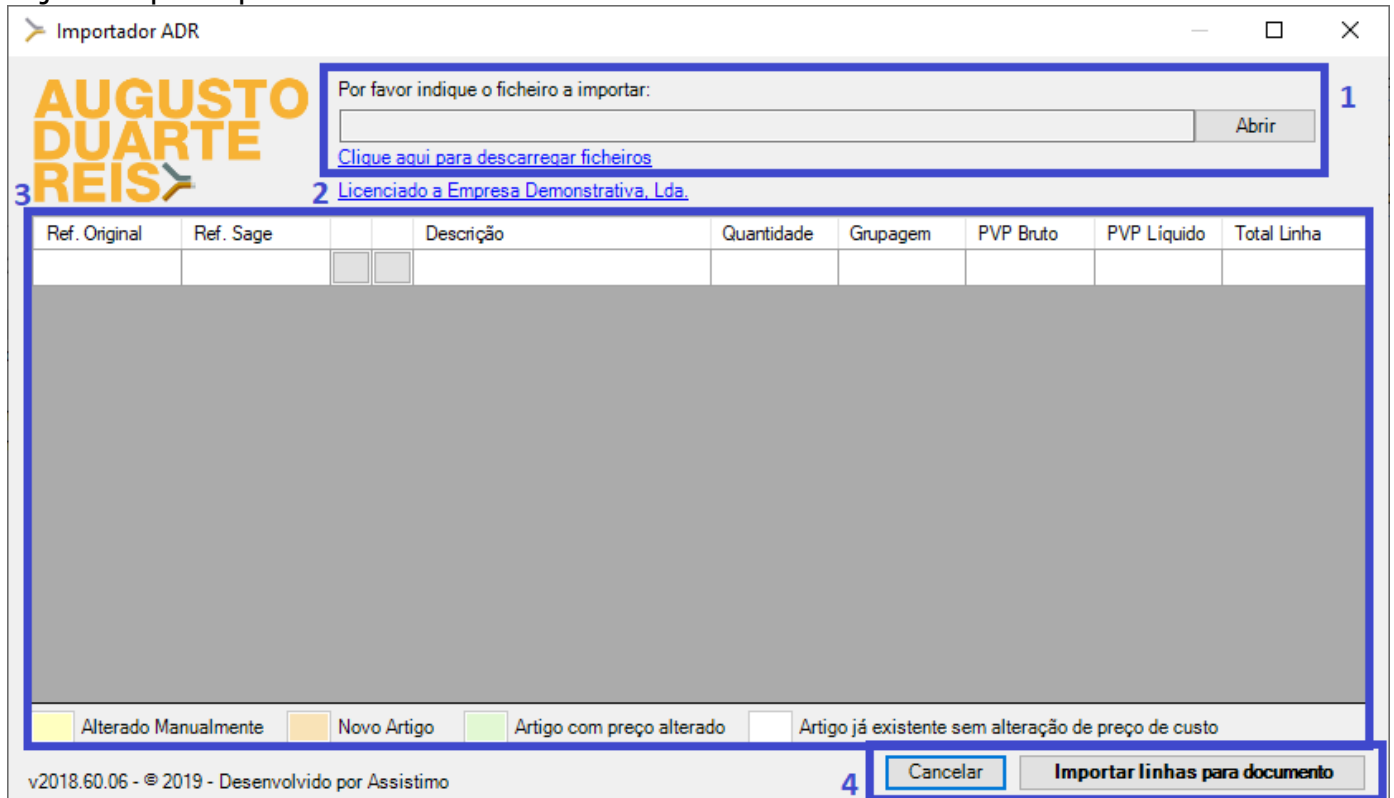 Importador ADR
AUGUSTO
DUARTE
REIS
Por favor indique o ficheiro a importar:
Abrir
1
Clique aqui para descarregar ficheiros
2 Licenciado a Empresa Demonstrativa, Lda.
3
Ref. Original Ref. Sage Descrição Quantidade Grupagem PVP Bruto PVP Líquido Total Linha
Alterado Manualmente Novo Artigo Artigo com preço alterado Artigo já existente sem alteração de preço de custo
v2018.60.06 - © 2019 - Desenvolvido por Assistimo
4 Cancelar Importar linhas para documento